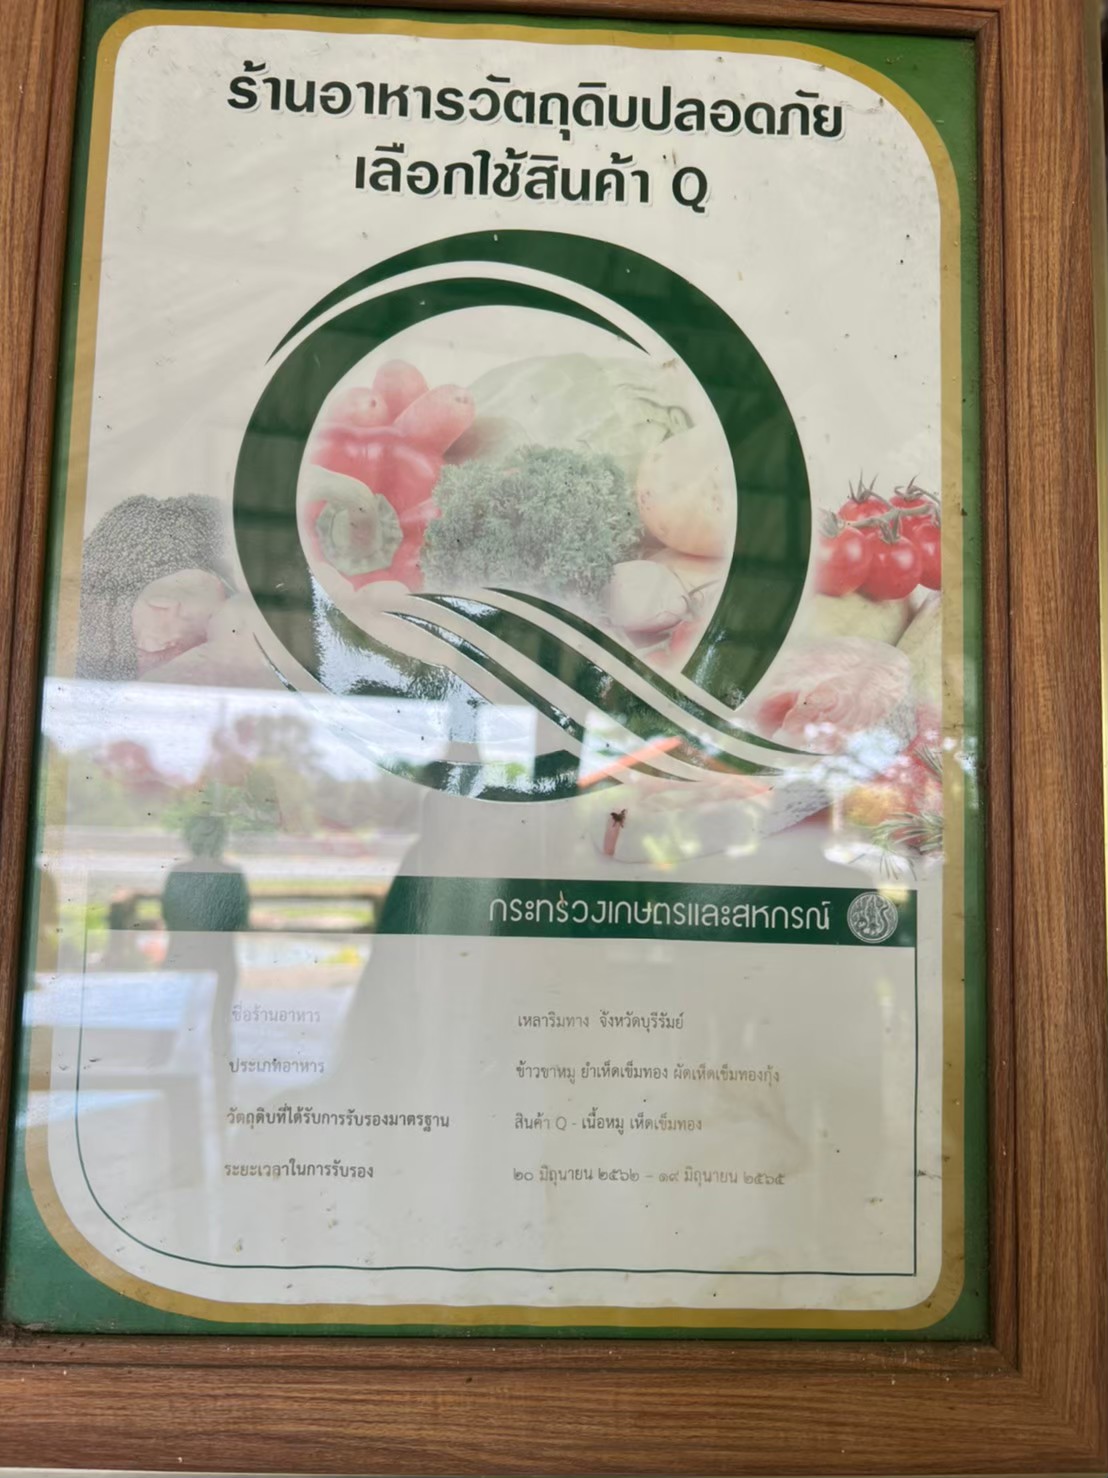 ร้านอาหารวัตถุดิบปลอดภัย
เลือกใช้สินค้า Q
กระทรวงเกษตรและสหกรณ์
ชื่อร้านอาหาร เหลาริมทาง จังหวัดบุรีรัมย์
ประเภทอาหาร ข้าวขาหมู ยำเห็ดเข็มทอง ผัดเห็ดเข็มทองกุ้ง
วัตถุดิบที่ได้รับการรับรองมาตรฐาน สินค้า Q - เนื้อหมู เห็ดเข็มทอง
ระยะเวลาในการรับรอง ๒๐ มิถุนายน ๒๕๖๒ – ๑๙ มิถุนายน ๒๕๖๕